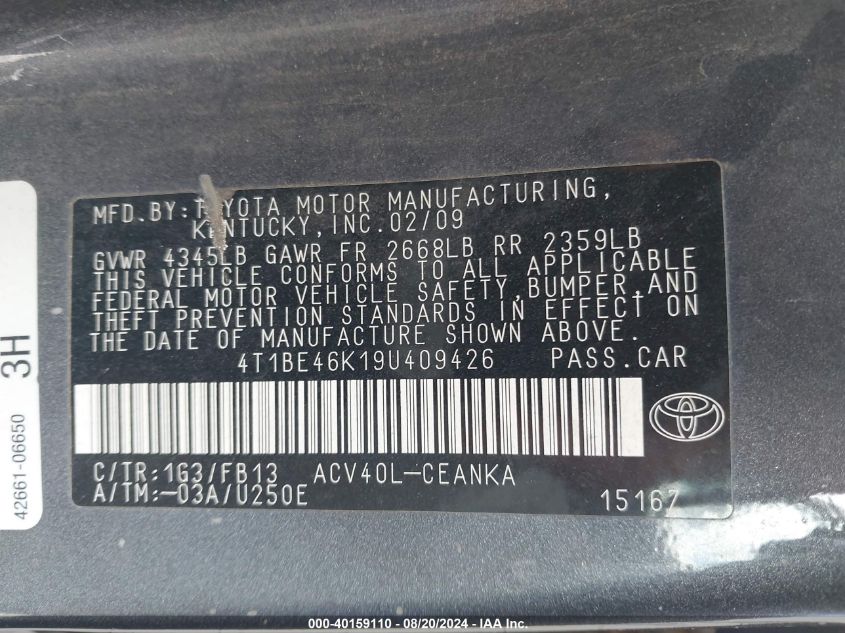 MFD.BY:TOYOTA MOTOR MANUFACTURING,
KENTUCKY,INC.02/09
GVWR 4345LB GAWR FR 2668LB RR 2359LB
THIS VEHICLE CONFORMS TO ALL APPLICABLE
FEDERAL MOTOR VEHICLE SAFETY,BUMPER,AND
THEFT PREVENTION STANDARDS IN EFFECT ON
THE DATE OF MANUFACTURE SHOWN ABOVE.
4T1BE46K19U409426 PASS.CAR
C/TR:1G3/FB13 ACV40L-CEANKA
A/TM:-03A/U250E 15167
3H
42661-06650
000-40159110 - 08/20/2024 - © IAA, Inc.